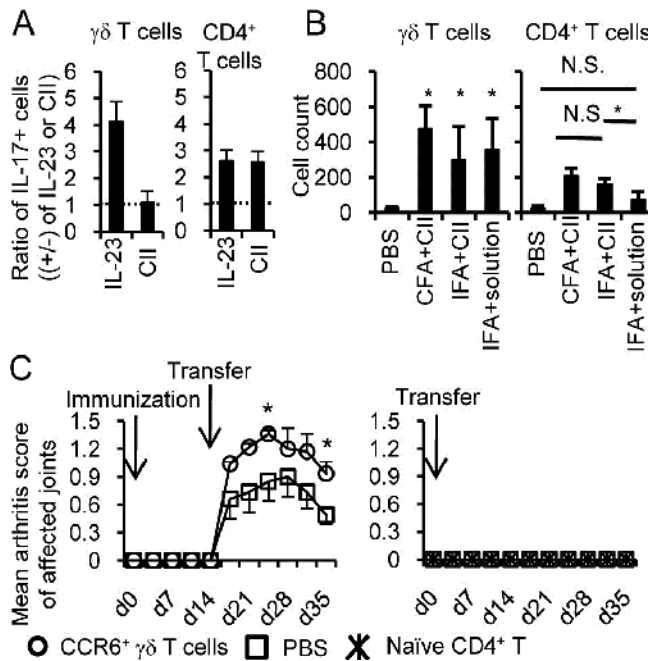 A
γδ T cells
CD4⁺ T cells
Ratio of IL-17+ cells ((+/-) of IL-23 or CII)
6
5
4
3
2
1
0
IL-23
CII
6
5
4
3
2
1
0
IL-23
CII
B
γδ T cells
CD4⁺ T cells
Cell count
800
600
400
200
0
* * *
N.S.
N.S
*
PBS
CFA+CII
IFA+CII
IFA+solution
PBS
CFA+CII
IFA+CII
IFA+solution
C
Transfer
Immunization
Mean arthritis score of affected joints
1.5
1.2
0.9
0.6
0.3
0
*
*
d0
d7
d14
d21
d28
d35
Transfer
1.5
1.2
0.9
0.6
0.3
0
d0
d7
d14
d21
d28
d35
CCR6⁺ γδ T cells PBS Naïve CD4⁺ T